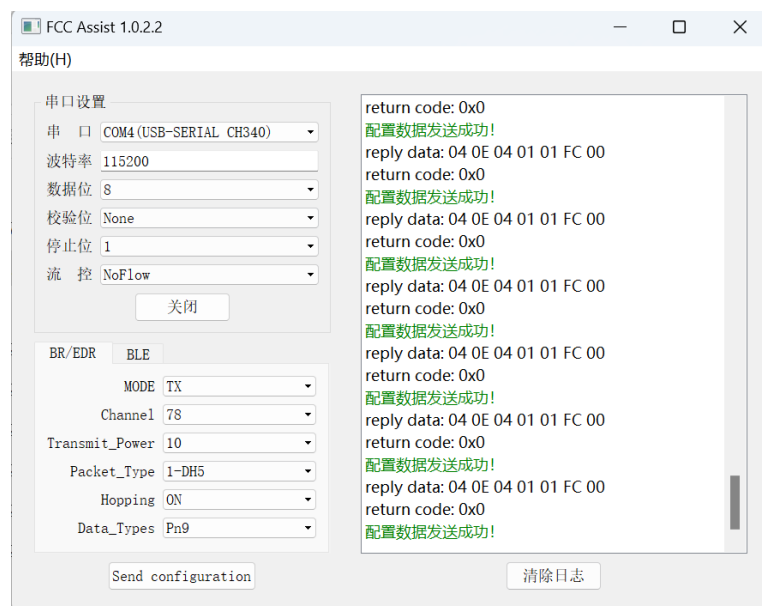 FCC Assist 1.0.2.2
帮助(H)
串口设置
串 口 COM4(USB-SERIAL CH340)
波特率 115200
数据位 8
校验位 None
停止位 1
流 控 NoFlow
关闭
BR/EDR BLE
MODE TX
Channel 78
Transmit_Power 10
Packet_Type 1-DH5
Hopping ON
Data_Types Pn9
Send configuration
return code: 0x0
配置数据发送成功!
reply data: 04 0E 04 01 01 FC 00
return code: 0x0
配置数据发送成功!
reply data: 04 0E 04 01 01 FC 00
return code: 0x0
配置数据发送成功!
reply data: 04 0E 04 01 01 FC 00
return code: 0x0
配置数据发送成功!
reply data: 04 0E 04 01 01 FC 00
return code: 0x0
配置数据发送成功!
reply data: 04 0E 04 01 01 FC 00
return code: 0x0
配置数据发送成功!
reply data: 04 0E 04 01 01 FC 00
return code: 0x0
配置数据发送成功!
清除日志